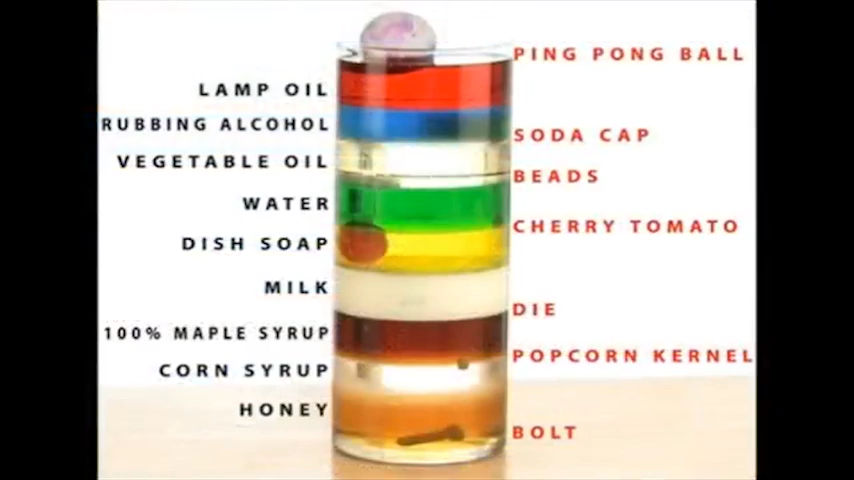 PING PONG BALL
LAMP OIL
RUBBING ALCOHOL
SODA CAP
VEGETABLE OIL
BEADS
WATER
CHERRY TOMATO
DISH SOAP
MILK
DIE
100% MAPLE SYRUP
POPCORN KERNEL
CORN SYRUP
HONEY
BOLT